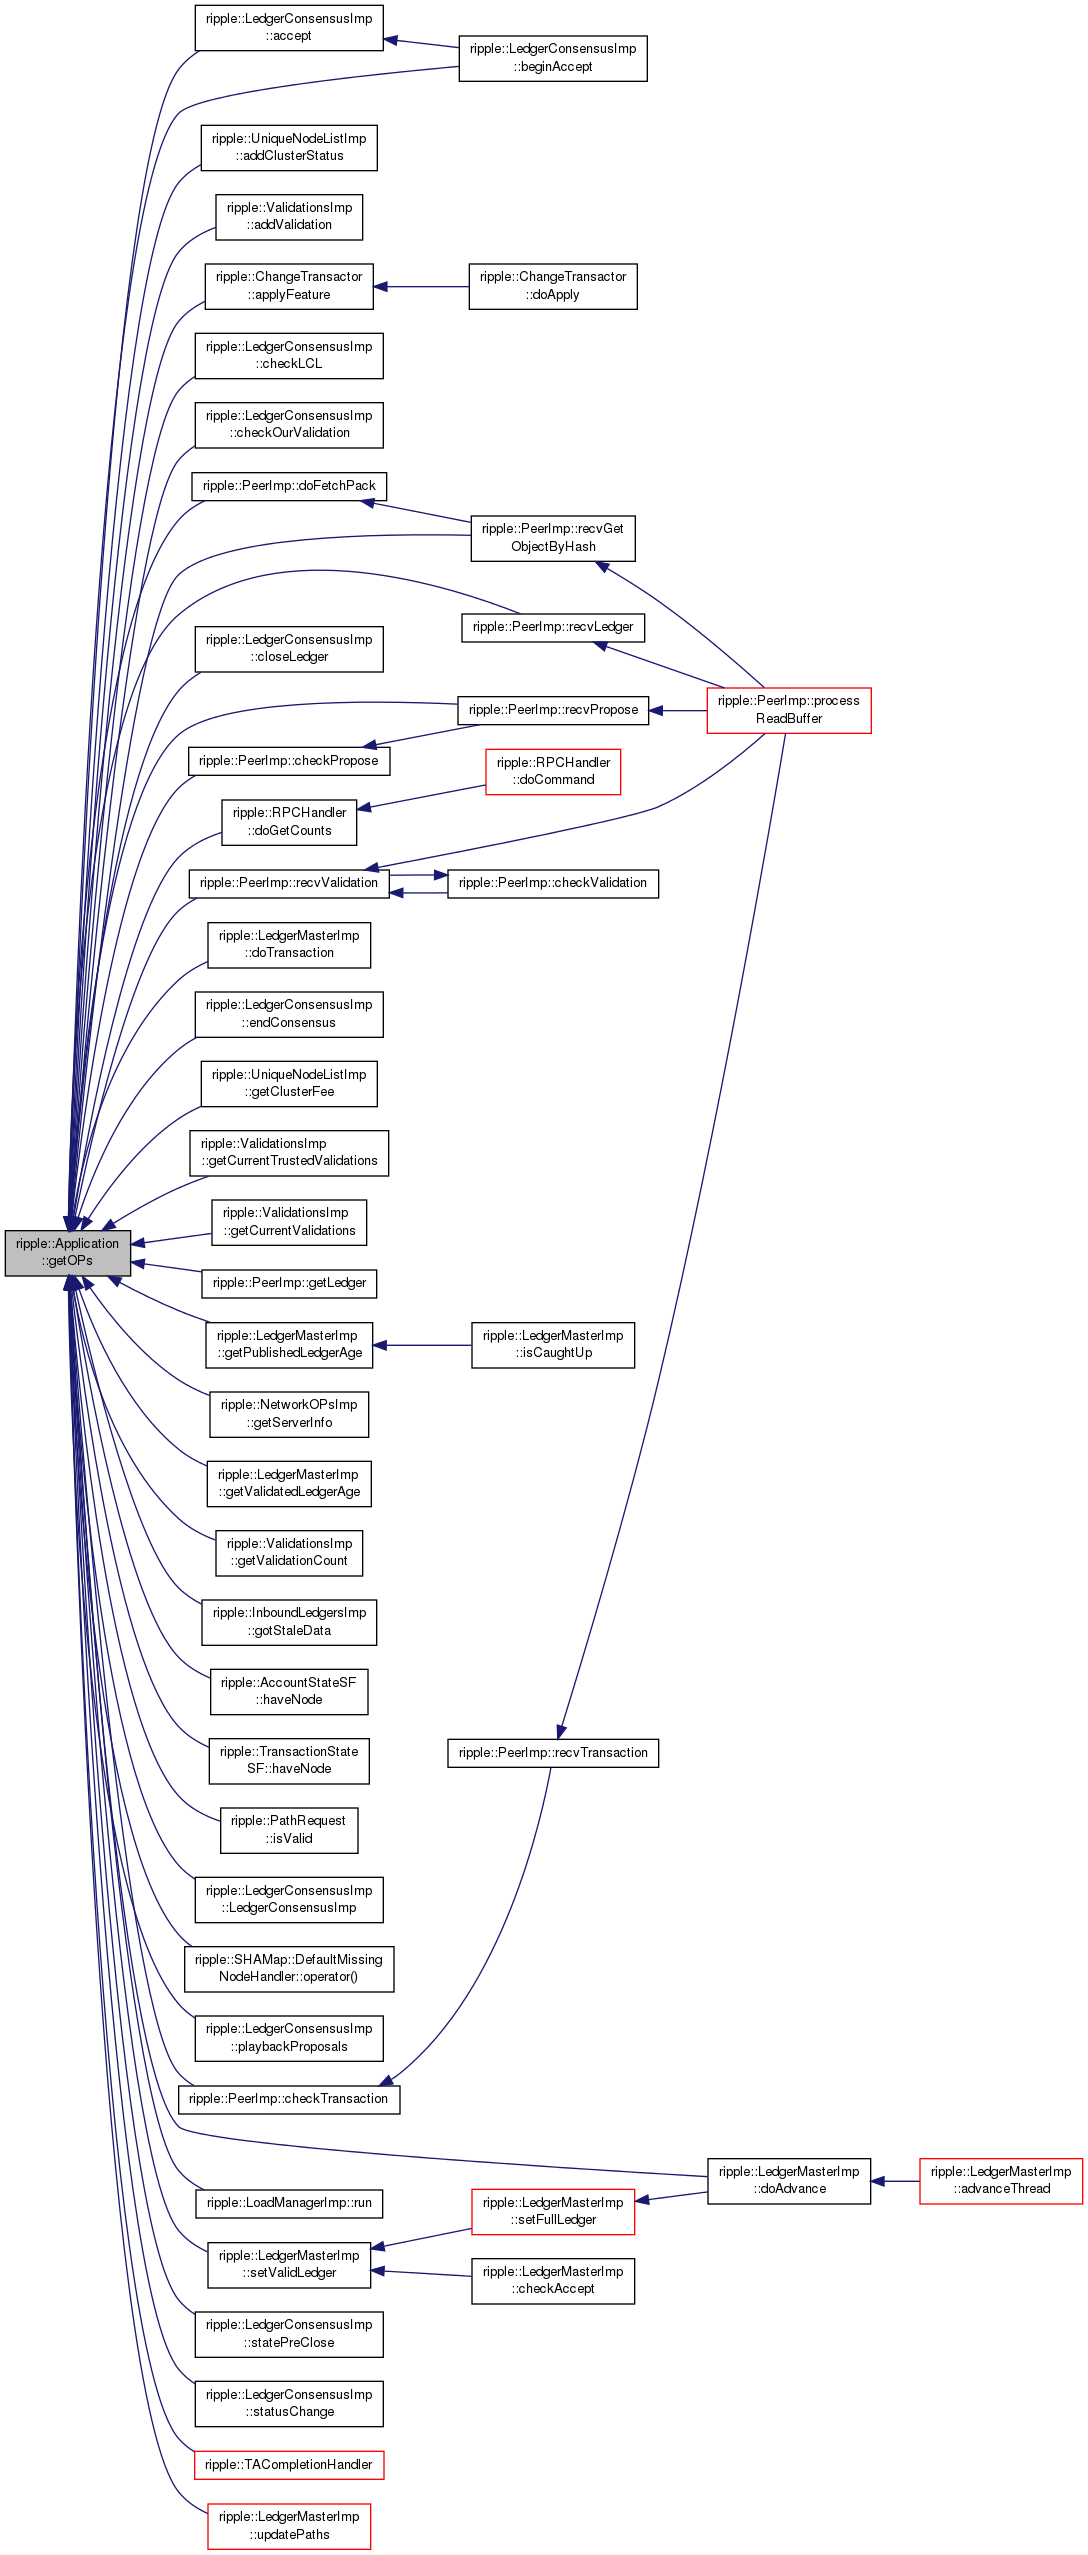 ripple::LedgerConsensusImp
::accept
ripple::LedgerConsensusImp
::beginAccept
ripple::UniqueNodeListImp
::addClusterStatus
ripple::ValidationsImp
::addValidation
ripple::ChangeTransactor
::applyFeature
ripple::ChangeTransactor
::doApply
ripple::LedgerConsensusImp
::checkLCL
ripple::LedgerConsensusImp
::checkOurValidation
ripple::PeerImp::doFetchPack
ripple::PeerImp::recvGet
ObjectByHash
ripple::PeerImp::recvLedger
ripple::LedgerConsensusImp
::closeLedger
ripple::PeerImp::process
ReadBuffer
ripple::PeerImp::recvPropose
ripple::PeerImp::checkPropose
ripple::RPCHandler
::doCommand
ripple::RPCHandler
::doGetCounts
ripple::PeerImp::recvValidation
ripple::PeerImp::checkValidation
ripple::LedgerMasterImp
::doTransaction
ripple::LedgerConsensusImp
::endConsensus
ripple::UniqueNodeListImp
::getClusterFee
ripple::ValidationsImp
::getCurrentTrustedValidations
ripple::ValidationsImp
::getCurrentValidations
ripple::Application
::getOPs
ripple::PeerImp::getLedger
ripple::LedgerMasterImp
::getPublishedLedgerAge
ripple::LedgerMasterImp
::isCaughtUp
ripple::NetworkOPsImp
::getServerInfo
ripple::LedgerMasterImp
::getValidatedLedgerAge
ripple::ValidationsImp
::getValidationCount
ripple::InboundLedgersImp
::gotStaleData
ripple::AccountStateSF
::haveNode
ripple::TransactionState
SF::haveNode
ripple::PeerImp::recvTransaction
ripple::PathRequest
::isValid
ripple::LedgerConsensusImp
::LedgerConsensusImp
ripple::SHAMap::DefaultMissing
NodeHandler::operator()
ripple::LedgerConsensusImp
::playbackProposals
ripple::PeerImp::checkTransaction
ripple::LedgerMasterImp
::doAdvance
ripple::LedgerMasterImp
::advanceThread
ripple::LoadManagerImp::run
ripple::LedgerMasterImp
::setFullLedger
ripple::LedgerMasterImp
::setValidLedger
ripple::LedgerMasterImp
::checkAccept
ripple::LedgerConsensusImp
::statePreClose
ripple::LedgerConsensusImp
::statusChange
ripple::TACompletionHandler
ripple::LedgerMasterImp
::updatePaths